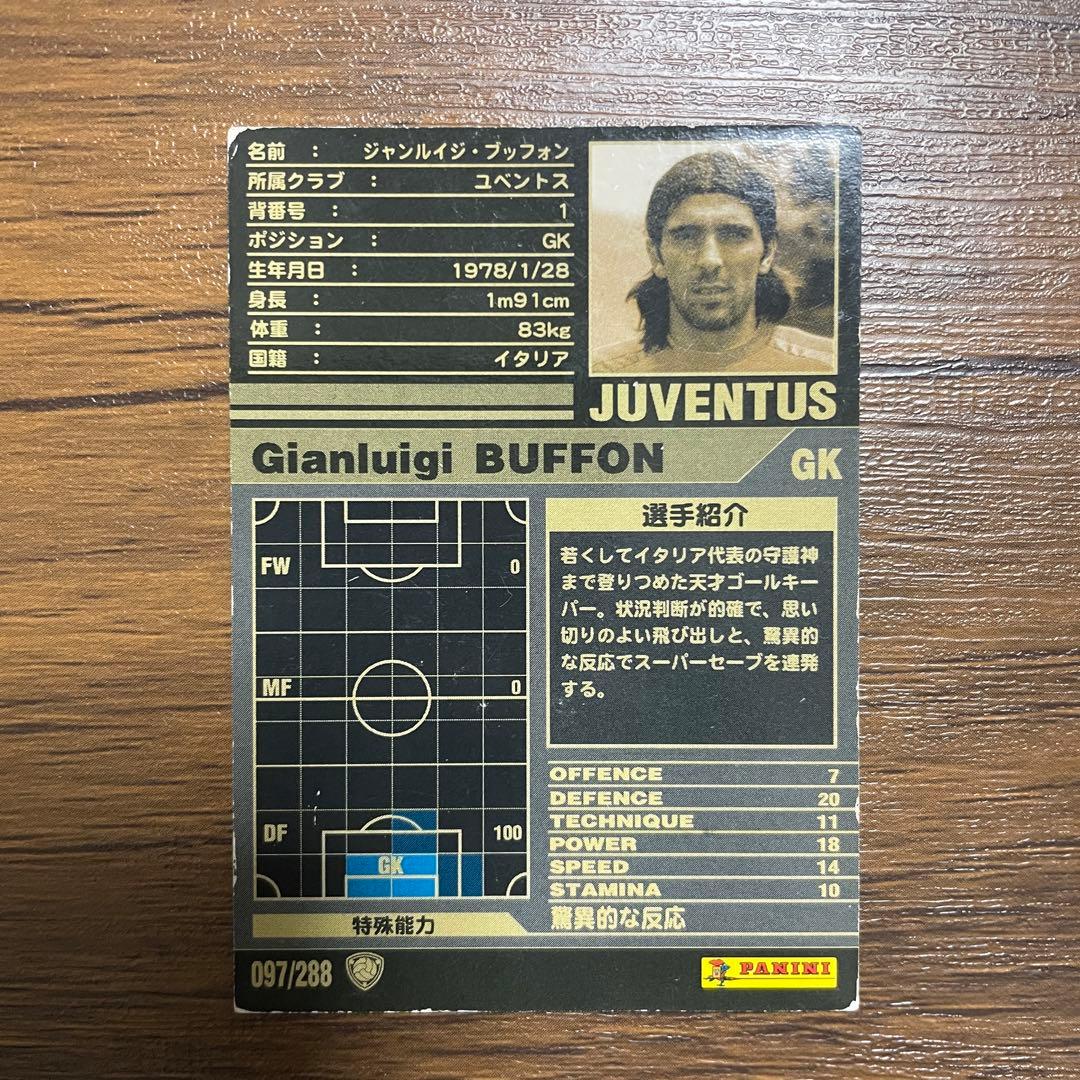 名前 : ジャンルイジ・ブッフォン
所属クラブ : ユベントス
背番号 : 1
ポジション : GK
生年月日 : 1978/1/28
身長 : 1m91cm
体重 : 83kg
国籍 : イタリア
JUVENTUS
Gianluigi BUFFON GK
FW 0
MF 0
DF 100
GK
選手紹介
若くしてイタリア代表の守護神
まで登りつめた天才ゴールキー
パー。状況判断が的確で、思い
切りのよい飛び出しと、驚異的
な反応でスーパーセーブを連発
する。
OFFENCE 7
DEFENCE 20
TECHNIQUE 11
POWER 18
SPEED 14
STAMINA 10
特殊能力 驚異的な反応
097/288
PANINI